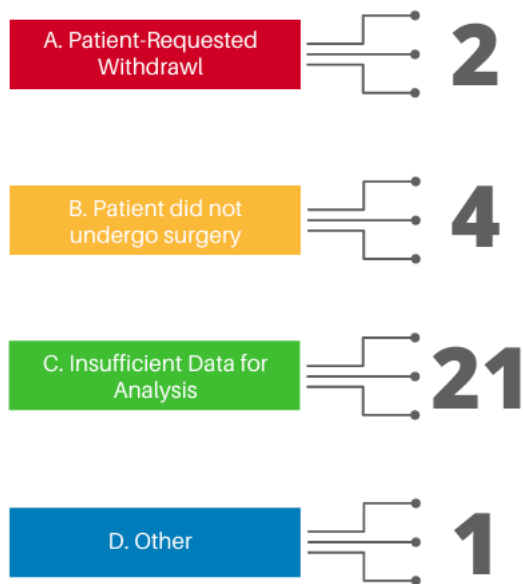 A. Patient-Requested
Withdrawl
2
B. Patient did not
undergo surgery
4
C. Insufficient Data for
Analysis
21
D. Other
1